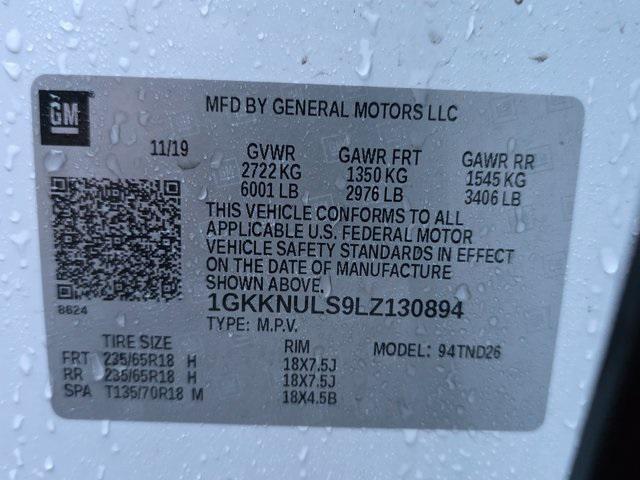 GM
MFD BY GENERAL MOTORS LLC
11/19 GVWR GAWR FRT GAWR RR
2722 KG 1350 KG 1545 KG
6001 LB 2976 LB 3406 LB
THIS VEHICLE CONFORMS TO ALL
APPLICABLE U.S. FEDERAL MOTOR
VEHICLE SAFETY STANDARDS IN EFFECT
ON THE DATE OF MANUFACTURE
SHOWN ABOVE.
8624 1GKKNULS9LZ130894
TYPE: M.P.V.
TIRE SIZE RIM MODEL: 94TND26
FRT 235/65R18 H 18X7.5J
RR 235/65R18 H 18X7.5J
SPA T135/70R18 M 18X4.5B